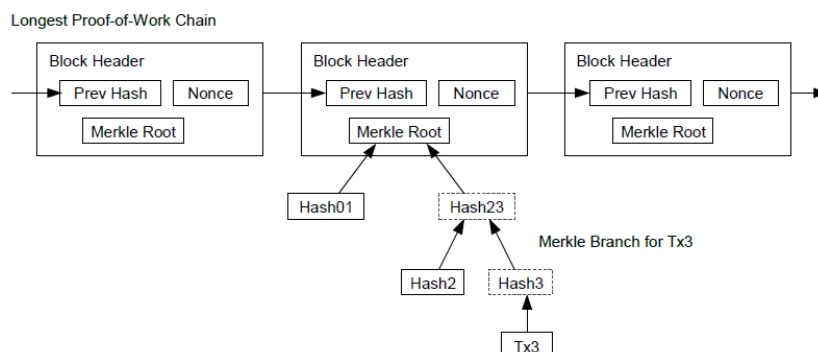 Longest Proof-of-Work Chain
Block Header
Prev Hash
Nonce
Merkle Root
Block Header
Prev Hash
Nonce
Merkle Root
Block Header
Prev Hash
Nonce
Merkle Root
Hash01
Hash23
Merkle Branch for Tx3
Hash2
Hash3
Tx3